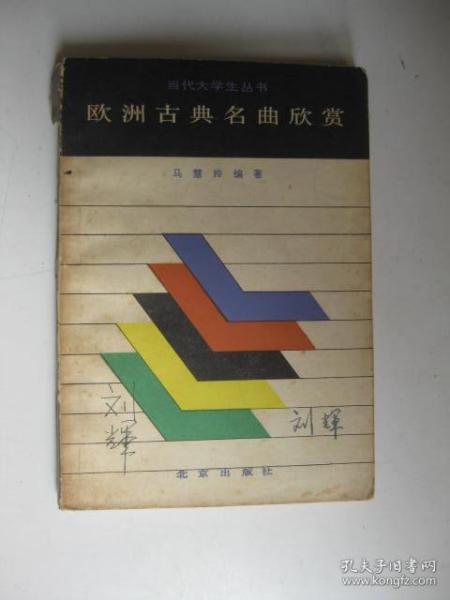 当代大学生丛书
欧洲古典名曲欣赏
马慧玲编著
刘辉
刘辉
北京出版社
孔夫子旧书网
www.kongfz.com